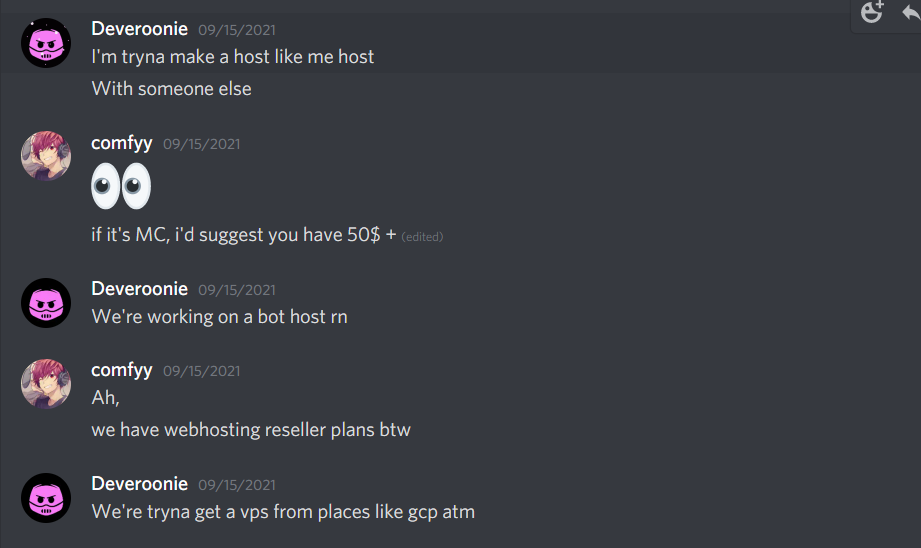 Deveroonie 09/15/2021
I'm tryna make a host like me host
With someone else
comfyy 09/15/2021
if it's MC, i'd suggest you have 50$ + (edited)
Deveroonie 09/15/2021
We're working on a bot host rn
comfyy 09/15/2021
Ah,
we have webhosting reseller plans btw
Deveroonie 09/15/2021
We're tryna get a vps from places like gcp atm